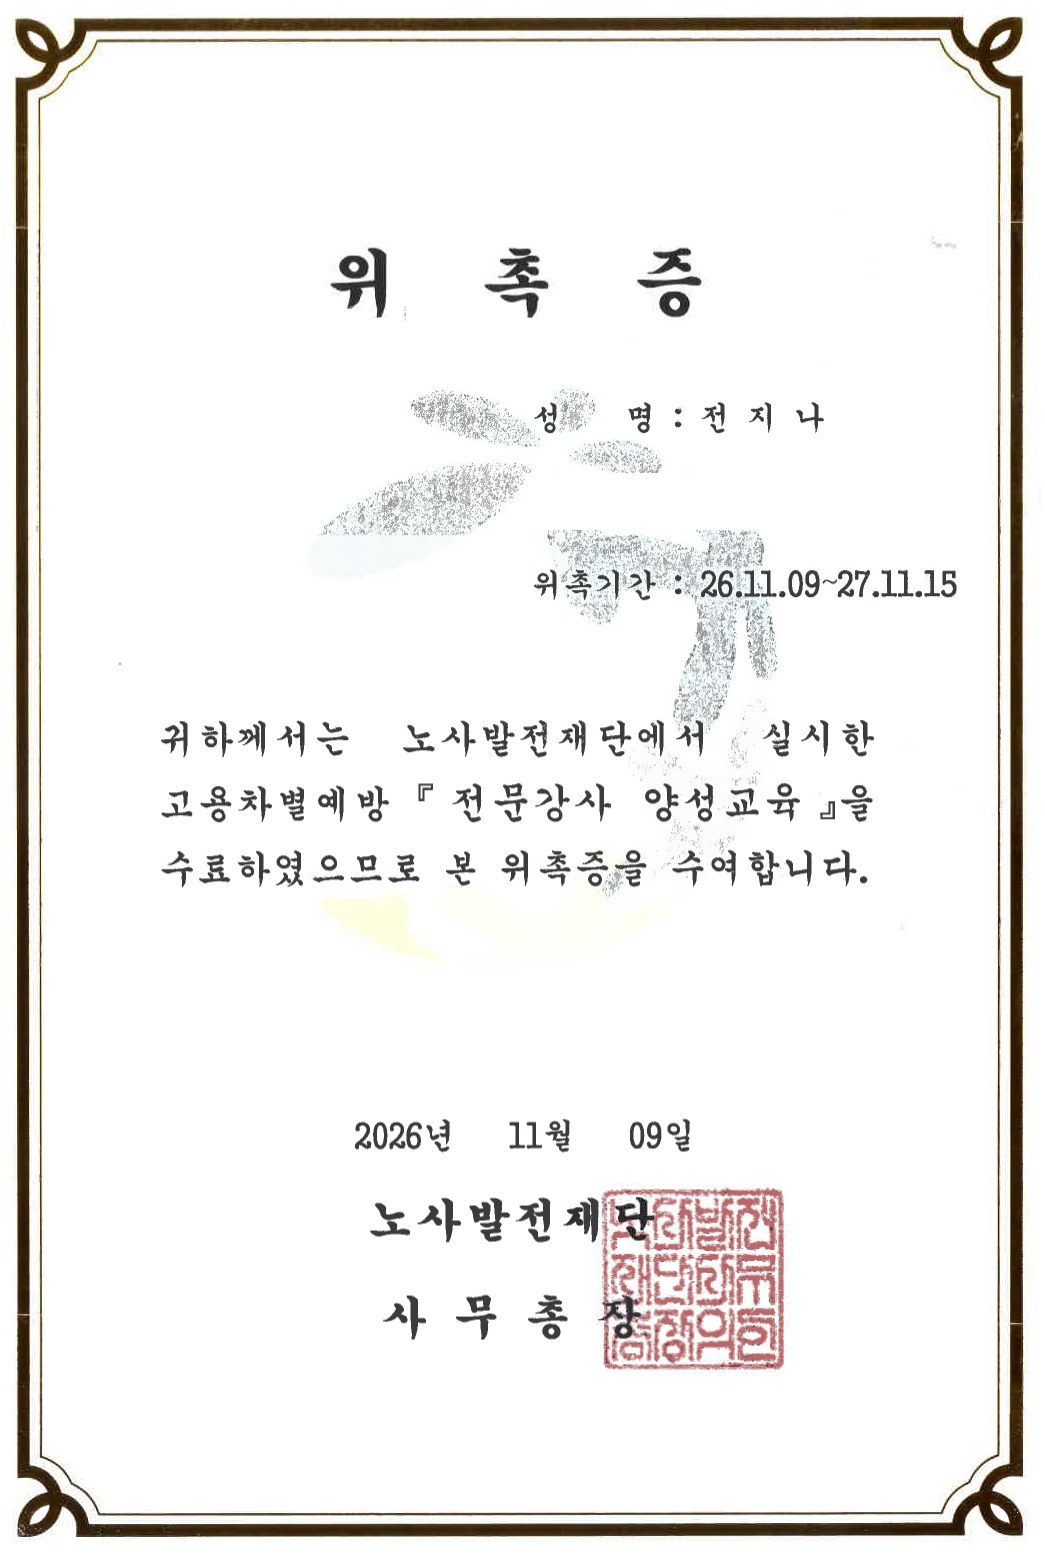 위 촉 증
성 명 : 전 지 나
위촉기간 : 26.11.09~27.11.15
귀하께서는 노사발전재단에서 실시한
고용차별예방 『 전문강사 양성교육 』을
수료하였으므로 본 위촉증을 수여합니다.
2026년 11월 09일
노사발전재단
사 무 총 장